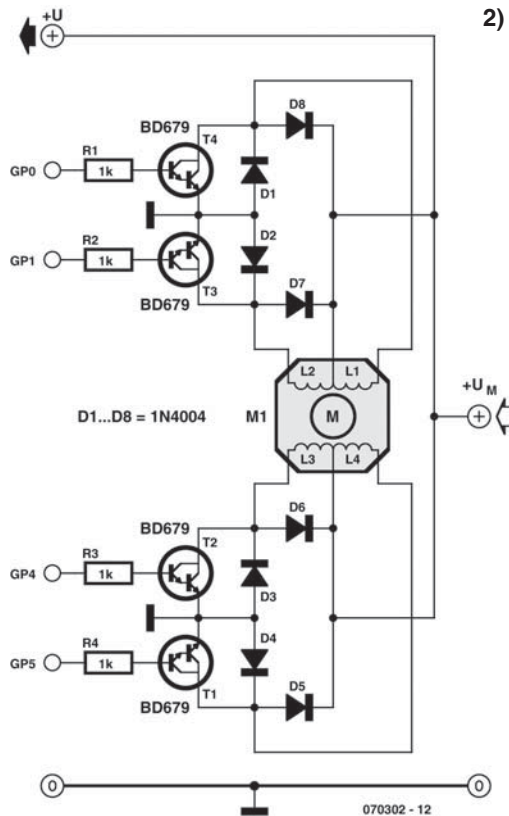 +U
2)
BD679
D8
R1
T4
GP0
1k
D1
R2
D2
GP1
1k
T3
D7
BD679
L2
L1
+UM
D1...D8 = 1N4004
M1
M
L3
L4
D6
BD679
R3
T2
GP4
1k
D3
R4
D4
GP5
1k
T1
D5
BD679
0
0
070302 - 12